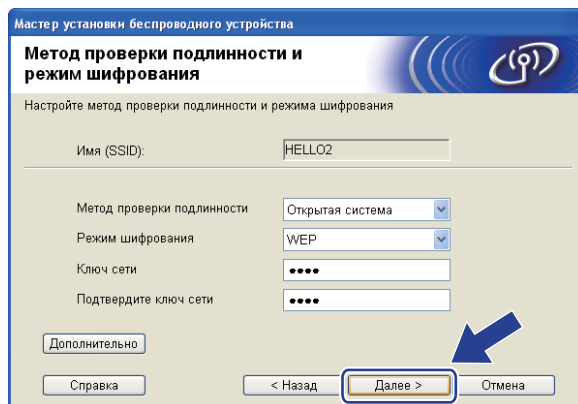 Мастер установки беспроводного устройства
Метод проверки подлинности и
режим шифрования
Настройте метод проверки подлинности и режима шифрования
Имя (SSID): HELLO2
Метод проверки подлинности Открытая система
Режим шифрования WEP
Ключ сети ••••
Подтвердите ключ сети ••••
Дополнительно
Справка < Назад Далее > Отмена